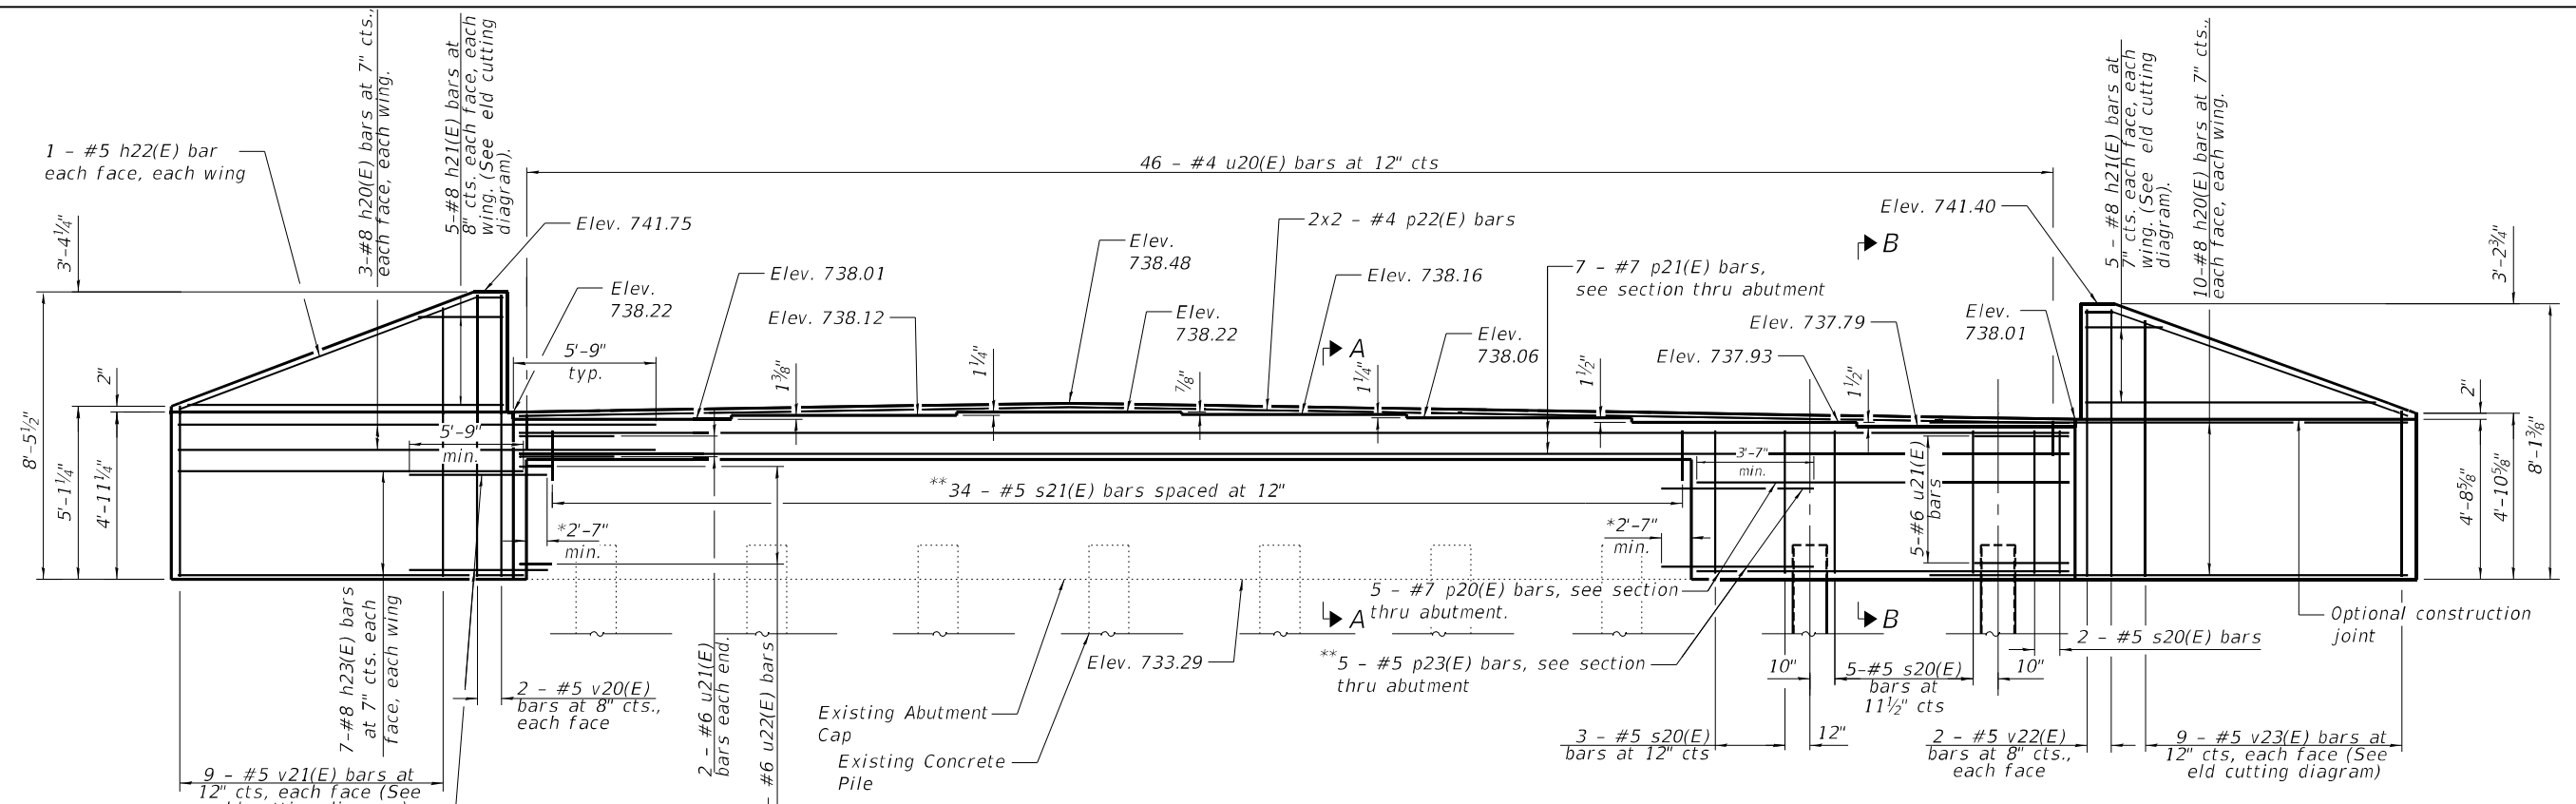 3-#8 h20(E) bars at 7" cts.,
each face, each wing.
5-#8 h21(E) bars at
8" cts. each face, each
wing. (See eld cutting
diagram).
1 - #5 h22(E) bar
each face, each wing
46 - #4 u20(E) bars at 12" cts
5 - #8 h21(E) bars at
7" cts. each face, each
wing. (See eld cutting
diagram).
10-#8 h20(E) bars at 7" cts.,
each face, each wing.
3'-4¼"
Elev. 741.75
Elev.
738.48
2x2 - #4 p22(E) bars
Elev. 741.40
B
3'-2¾"
Elev. 738.01
Elev.
738.22
Elev. 738.12
Elev. 738.16
7 - #7 p21(E) bars,
see section thru abutment
Elev.
738.22
Elev.
738.06
Elev. 737.79
Elev.
738.01
Elev. 737.93
A
5'-9"
typ.
1⅜"
1¼"
⅞"
1¼"
1½"
1½"
2"
2"
8'-5½"
5'-1¼"
4'-11¼"
5'-9"
min.
3'-7"
min.
5-#6 u21(E)
bars
4'-8⅝"
4'-10⅝"
8'-1⅜"
**34 - #5 s21(E) bars spaced at 12"
*2'-7"
min.
*2'-7"
min.
5 - #7 p20(E) bars, see section
thru abutment.
A
B
Optional construction
joint
2 - #5 s20(E) bars
Elev. 733.29
**5 - #5 p23(E) bars, see section
thru abutment
10"
5-#5 s20(E)
bars at
11½" cts
10"
7-#8 h23(E) bars
at 7" cts. each
face, each wing
2 - #5 v20(E)
bars at 8" cts.,
each face
2 - #6 u21(E)
bars each end.
- #6 u22(E) bars
Existing Abutment
Cap
Existing Concrete
Pile
3 - #5 s20(E)
bars at 12" cts
12"
2 - #5 v22(E)
bars at 8" cts.,
each face
9 - #5 v23(E) bars at
12" cts, each face (See
eld cutting diagram)
9 - #5 v21(E) bars at
12" cts, each face (See